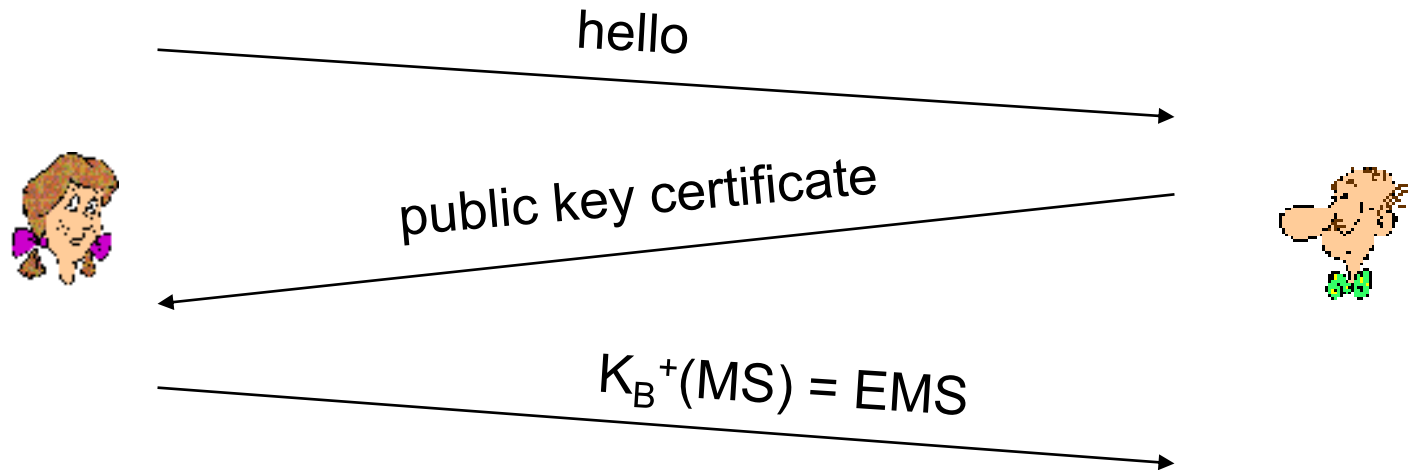 hello
public key certificate
K_B^+(MS) = EMS